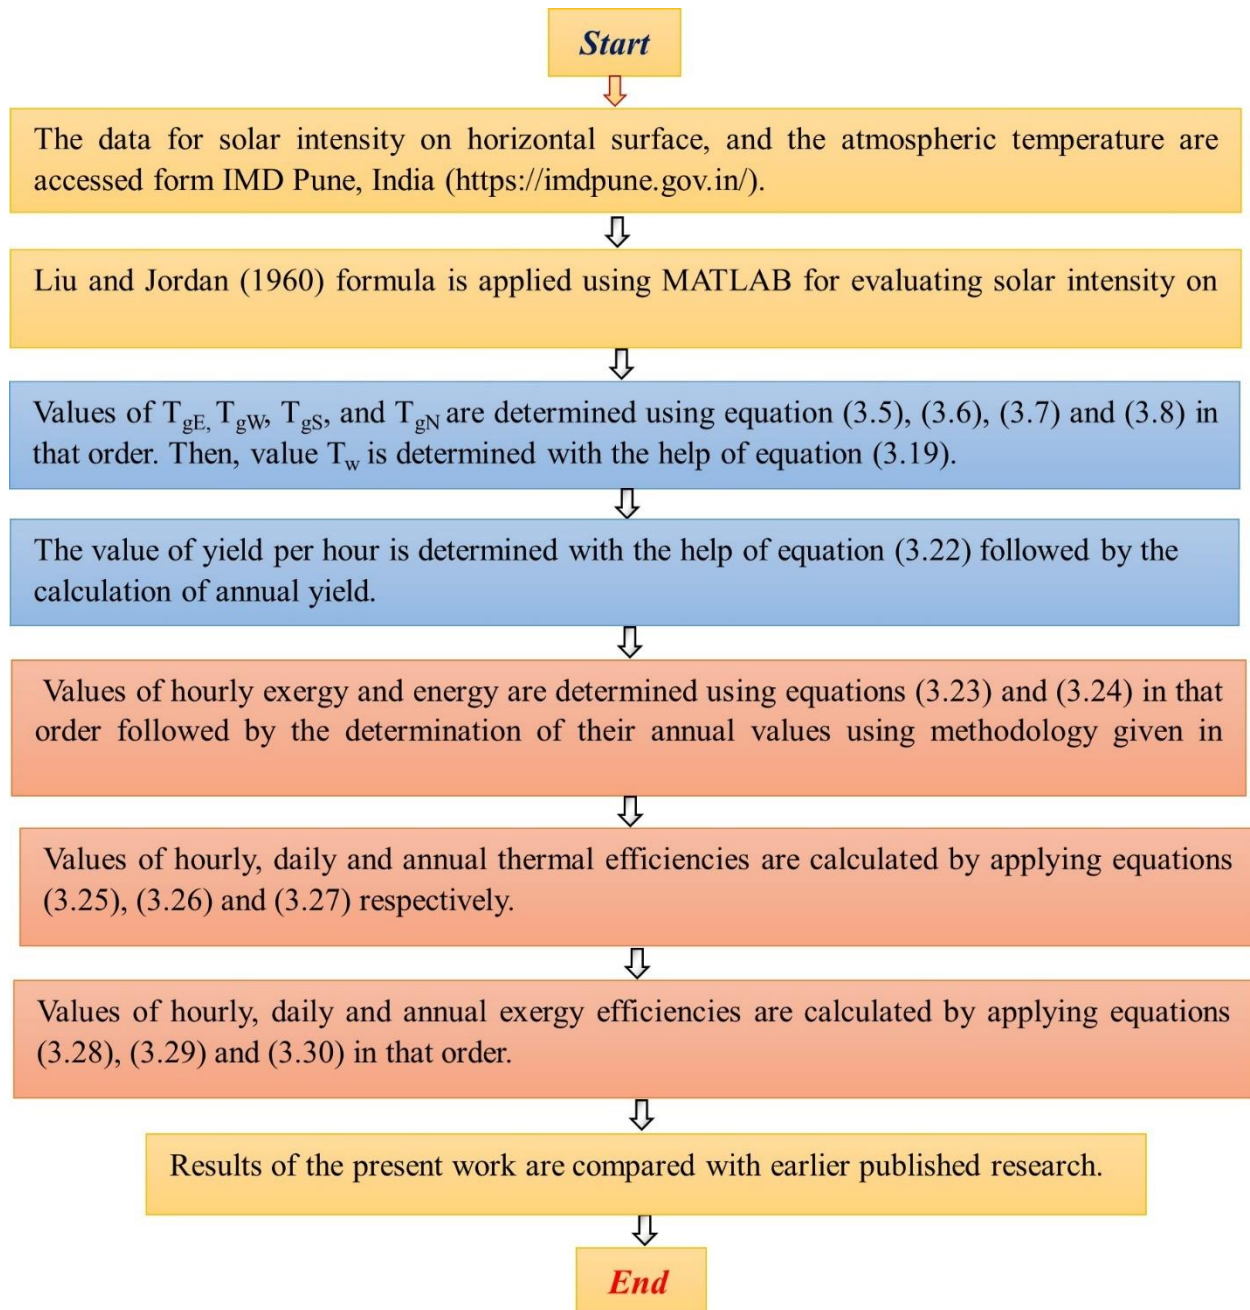 Start
The data for solar intensity on horizontal surface, and the atmospheric temperature are
accessed form IMD Pune, India (https://imdpune.gov.in/).
Liu and Jordan (1960) formula is applied using MATLAB for evaluating solar intensity on
Values of TgE, TgW, TgS, and TgN are determined using equation (3.5), (3.6), (3.7) and (3.8) in
that order. Then, value Tw is determined with the help of equation (3.19).
The value of yield per hour is determined with the help of equation (3.22) followed by the
calculation of annual yield.
Values of hourly exergy and energy are determined using equations (3.23) and (3.24) in that
order followed by the determination of their annual values using methodology given in
Values of hourly, daily and annual thermal efficiencies are calculated by applying equations
(3.25), (3.26) and (3.27) respectively.
Values of hourly, daily and annual exergy efficiencies are calculated by applying equations
(3.28), (3.29) and (3.30) in that order.
Results of the present work are compared with earlier published research.
End